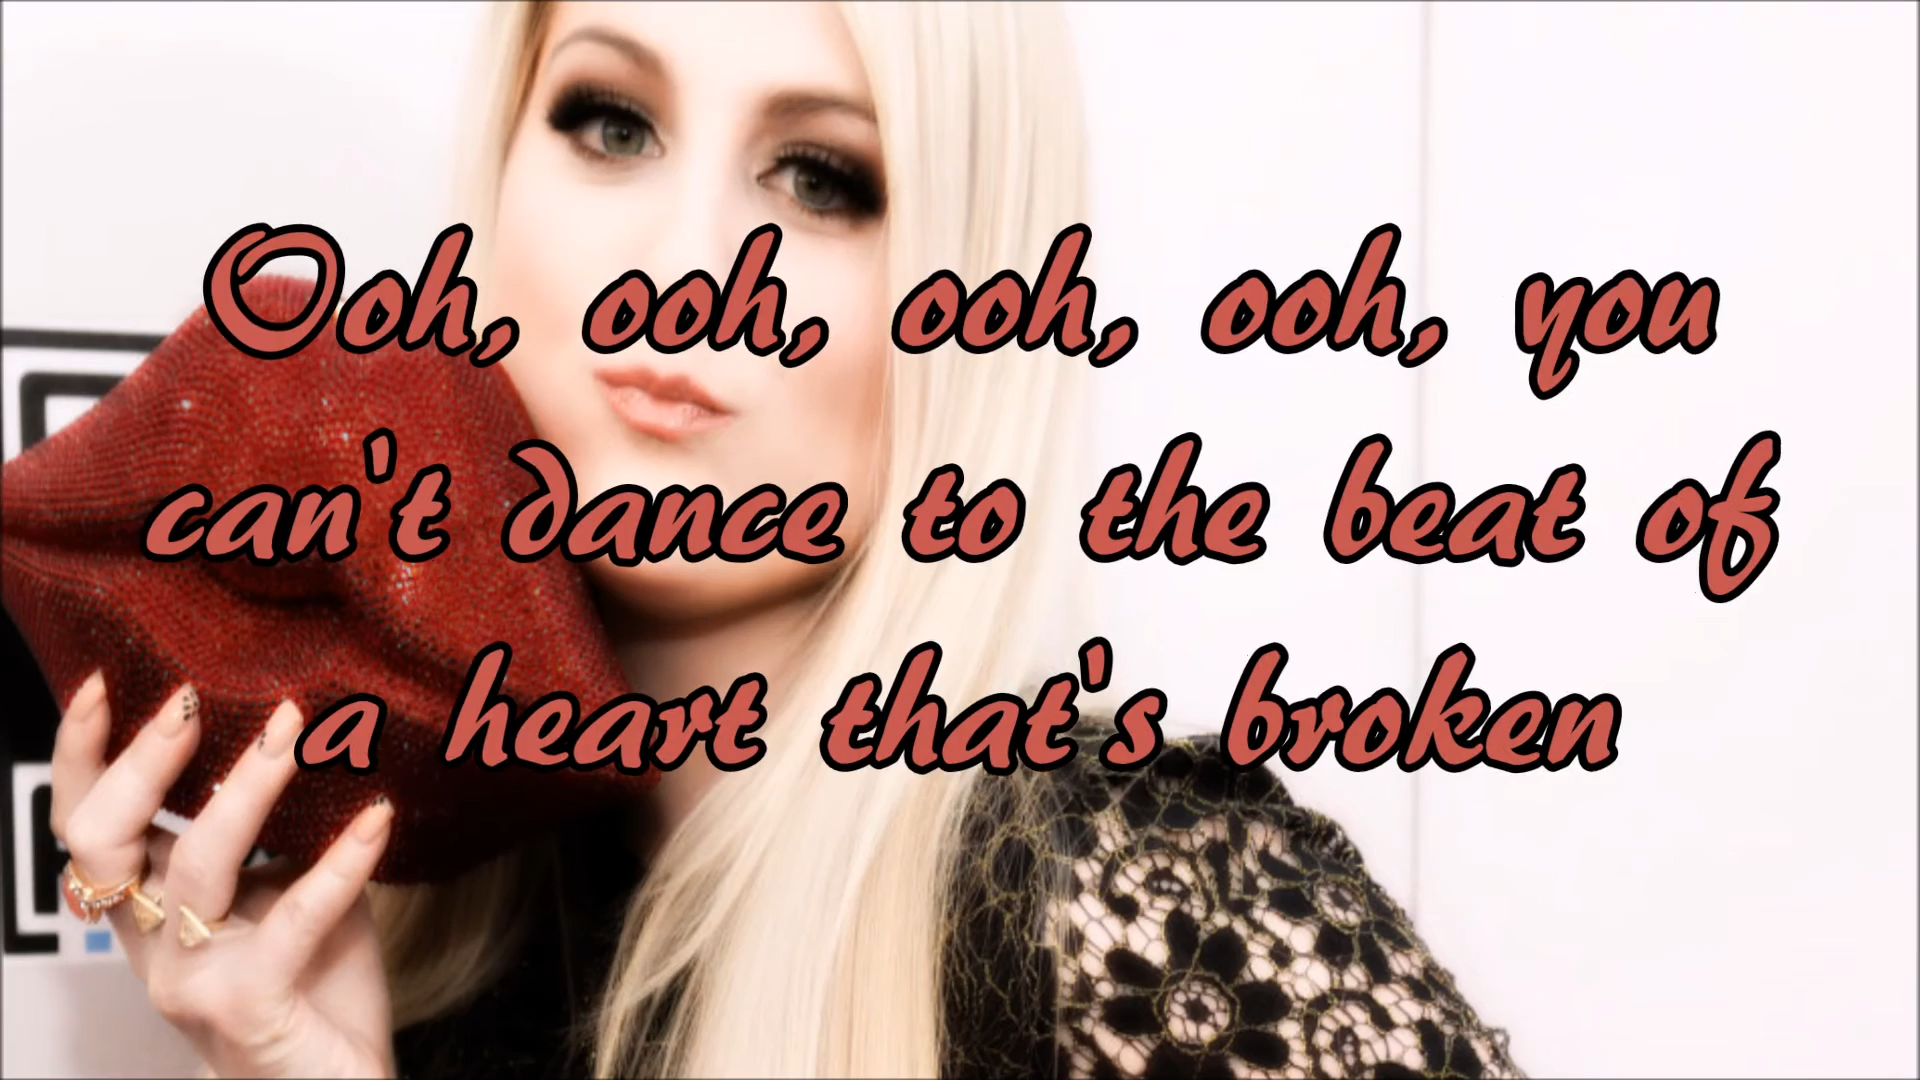 Ooh, ooh, ooh, ooh, you
can't dance to the beat of
a heart that's broken